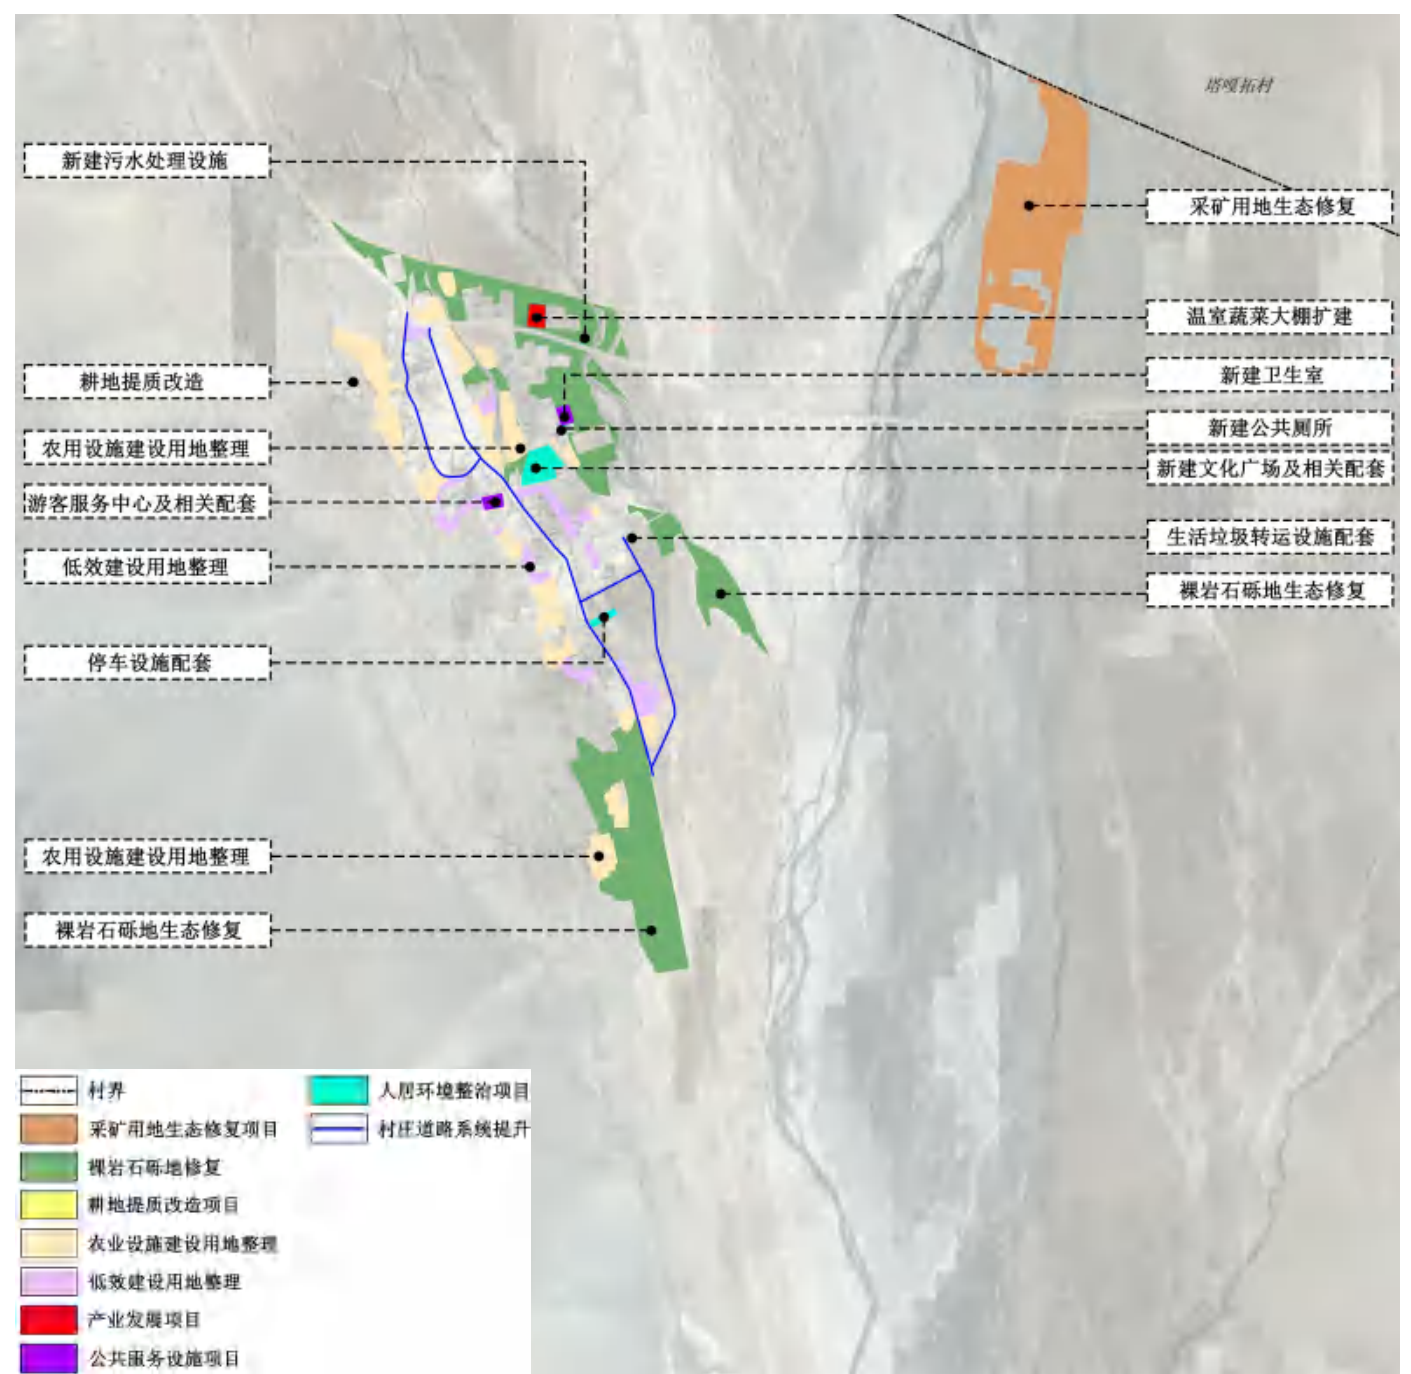 塔嘎拓村
新建污水处理设施
采矿用地生态修复
温室蔬菜大棚扩建
耕地提质改造
新建卫生室
农用设施建设用地整理
新建公共厕所
新建文化广场及相关配套
游客服务中心及相关配套
生活垃圾转运设施配套
低效建设用地整理
裸岩石砾地生态修复
停车设施配套
农用设施建设用地整理
裸岩石砾地生态修复
村界
采矿用地生态修复项目
裸岩石砾地修复
耕地提质改造项目
农业设施建设用地整理
低效建设用地整理
产业发展项目
公共服务设施项目
人居环境整治项目
村庄道路系统提升